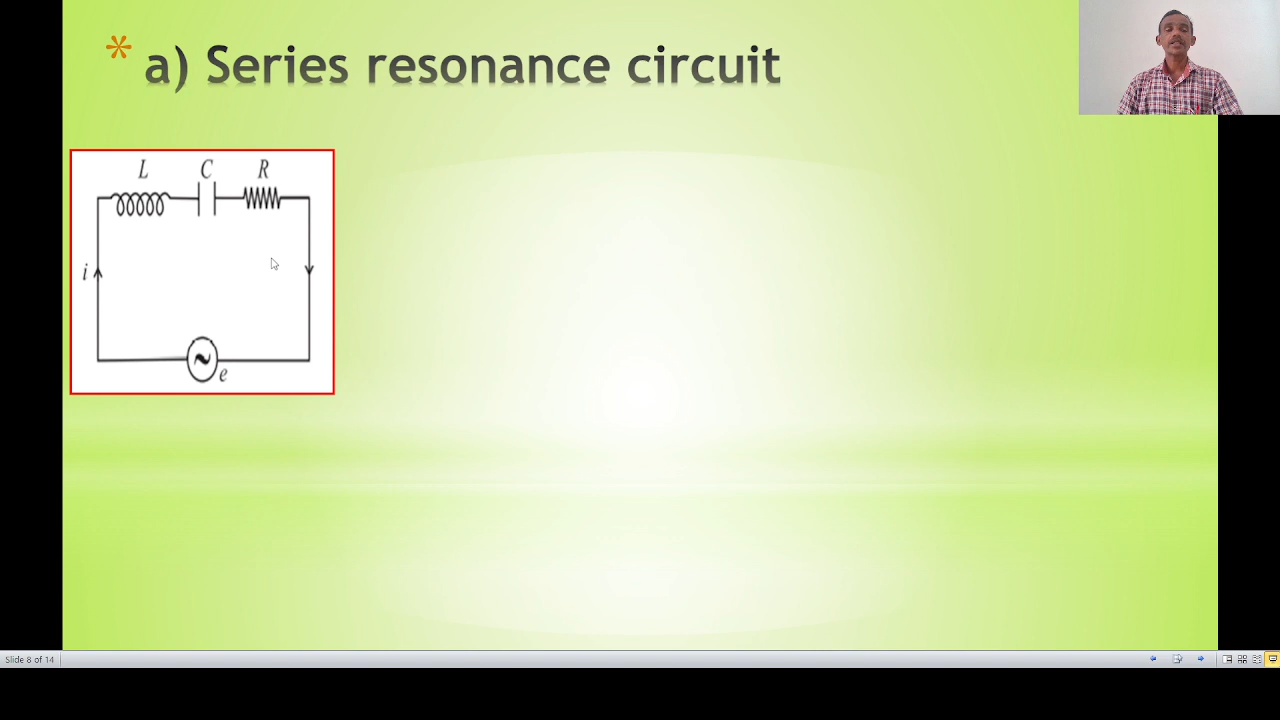 * a) Series resonance circuit
L C R
i
e
Slide 8 of 14